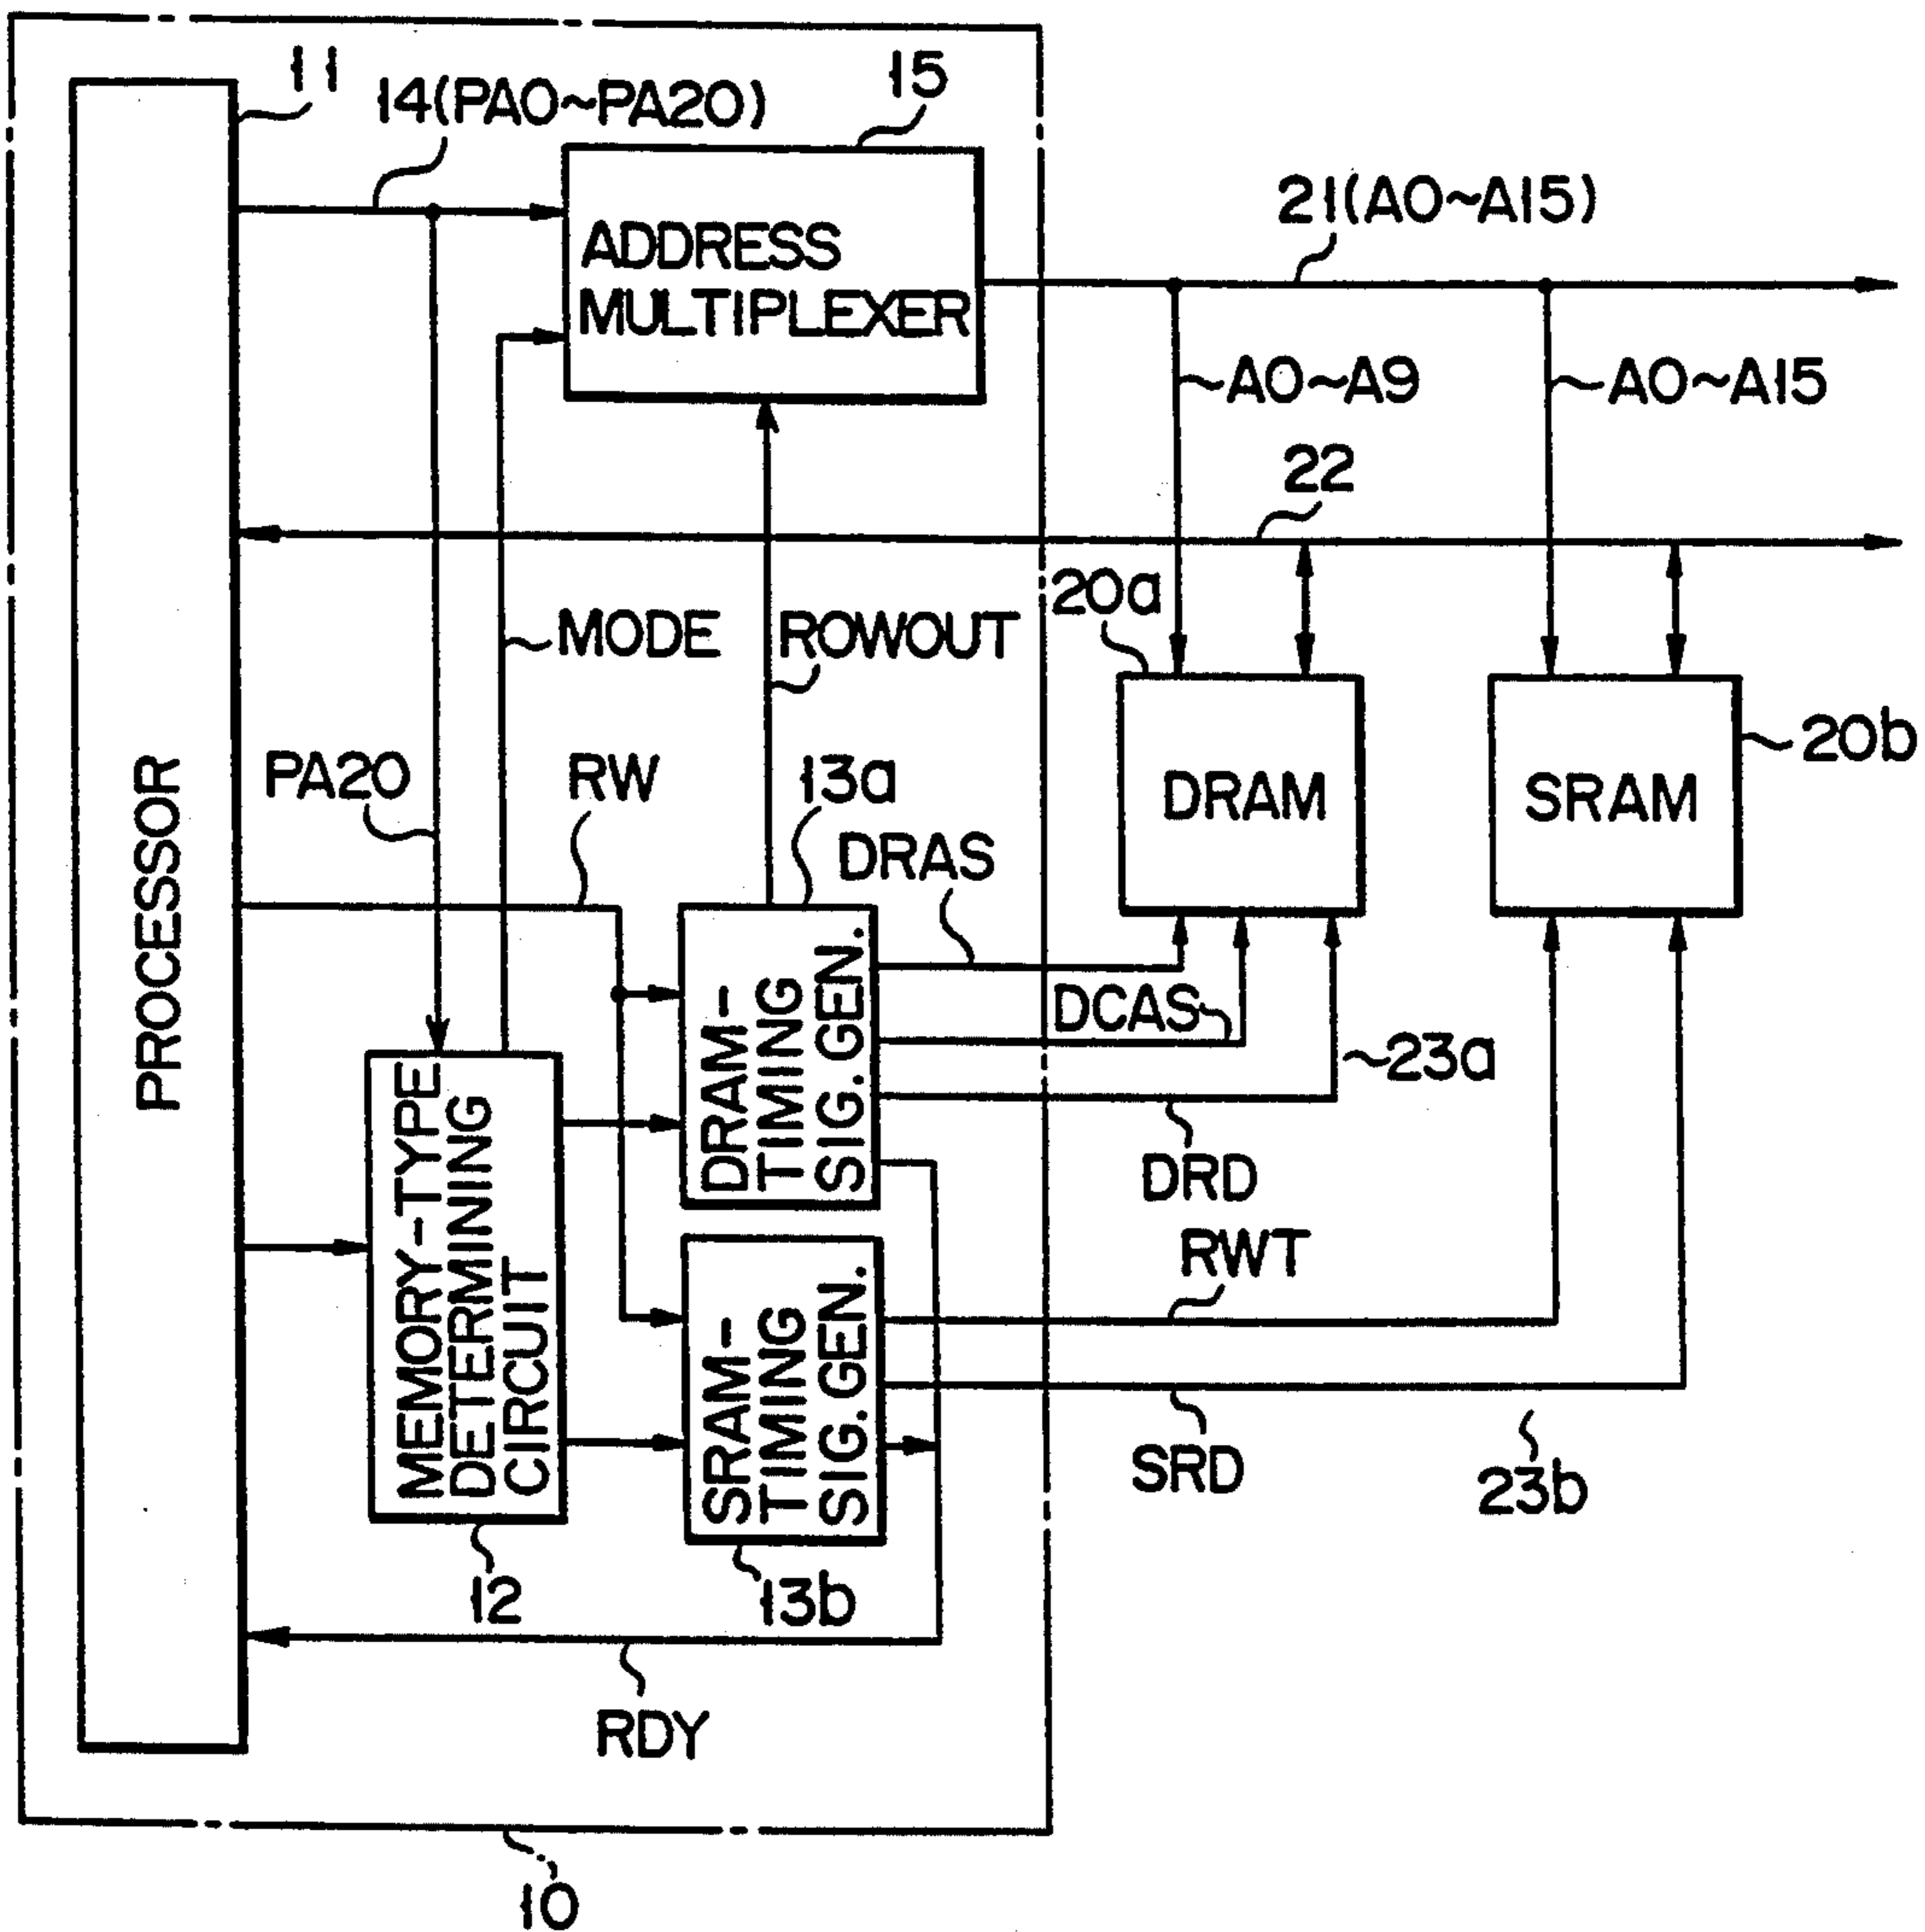 11
14(PA0~PA20)
15
ADDRESS
MULTIPLEXER
21(A0~A15)
A0~A9
A0~A15
22
20a
MODE
ROWOUT
PROCESSOR
PA20
RW
13a
DRAS
DRAM
SRAM
20b
DCAS
23a
DRAM-
TIMING
SIG. GEN.
DRD
RWT
MEMORY-TYPE
DETERMINING
CIRCUIT
SRAM-
TIMING
SIG. GEN.
SRD
23b
12
13b
RDY
10